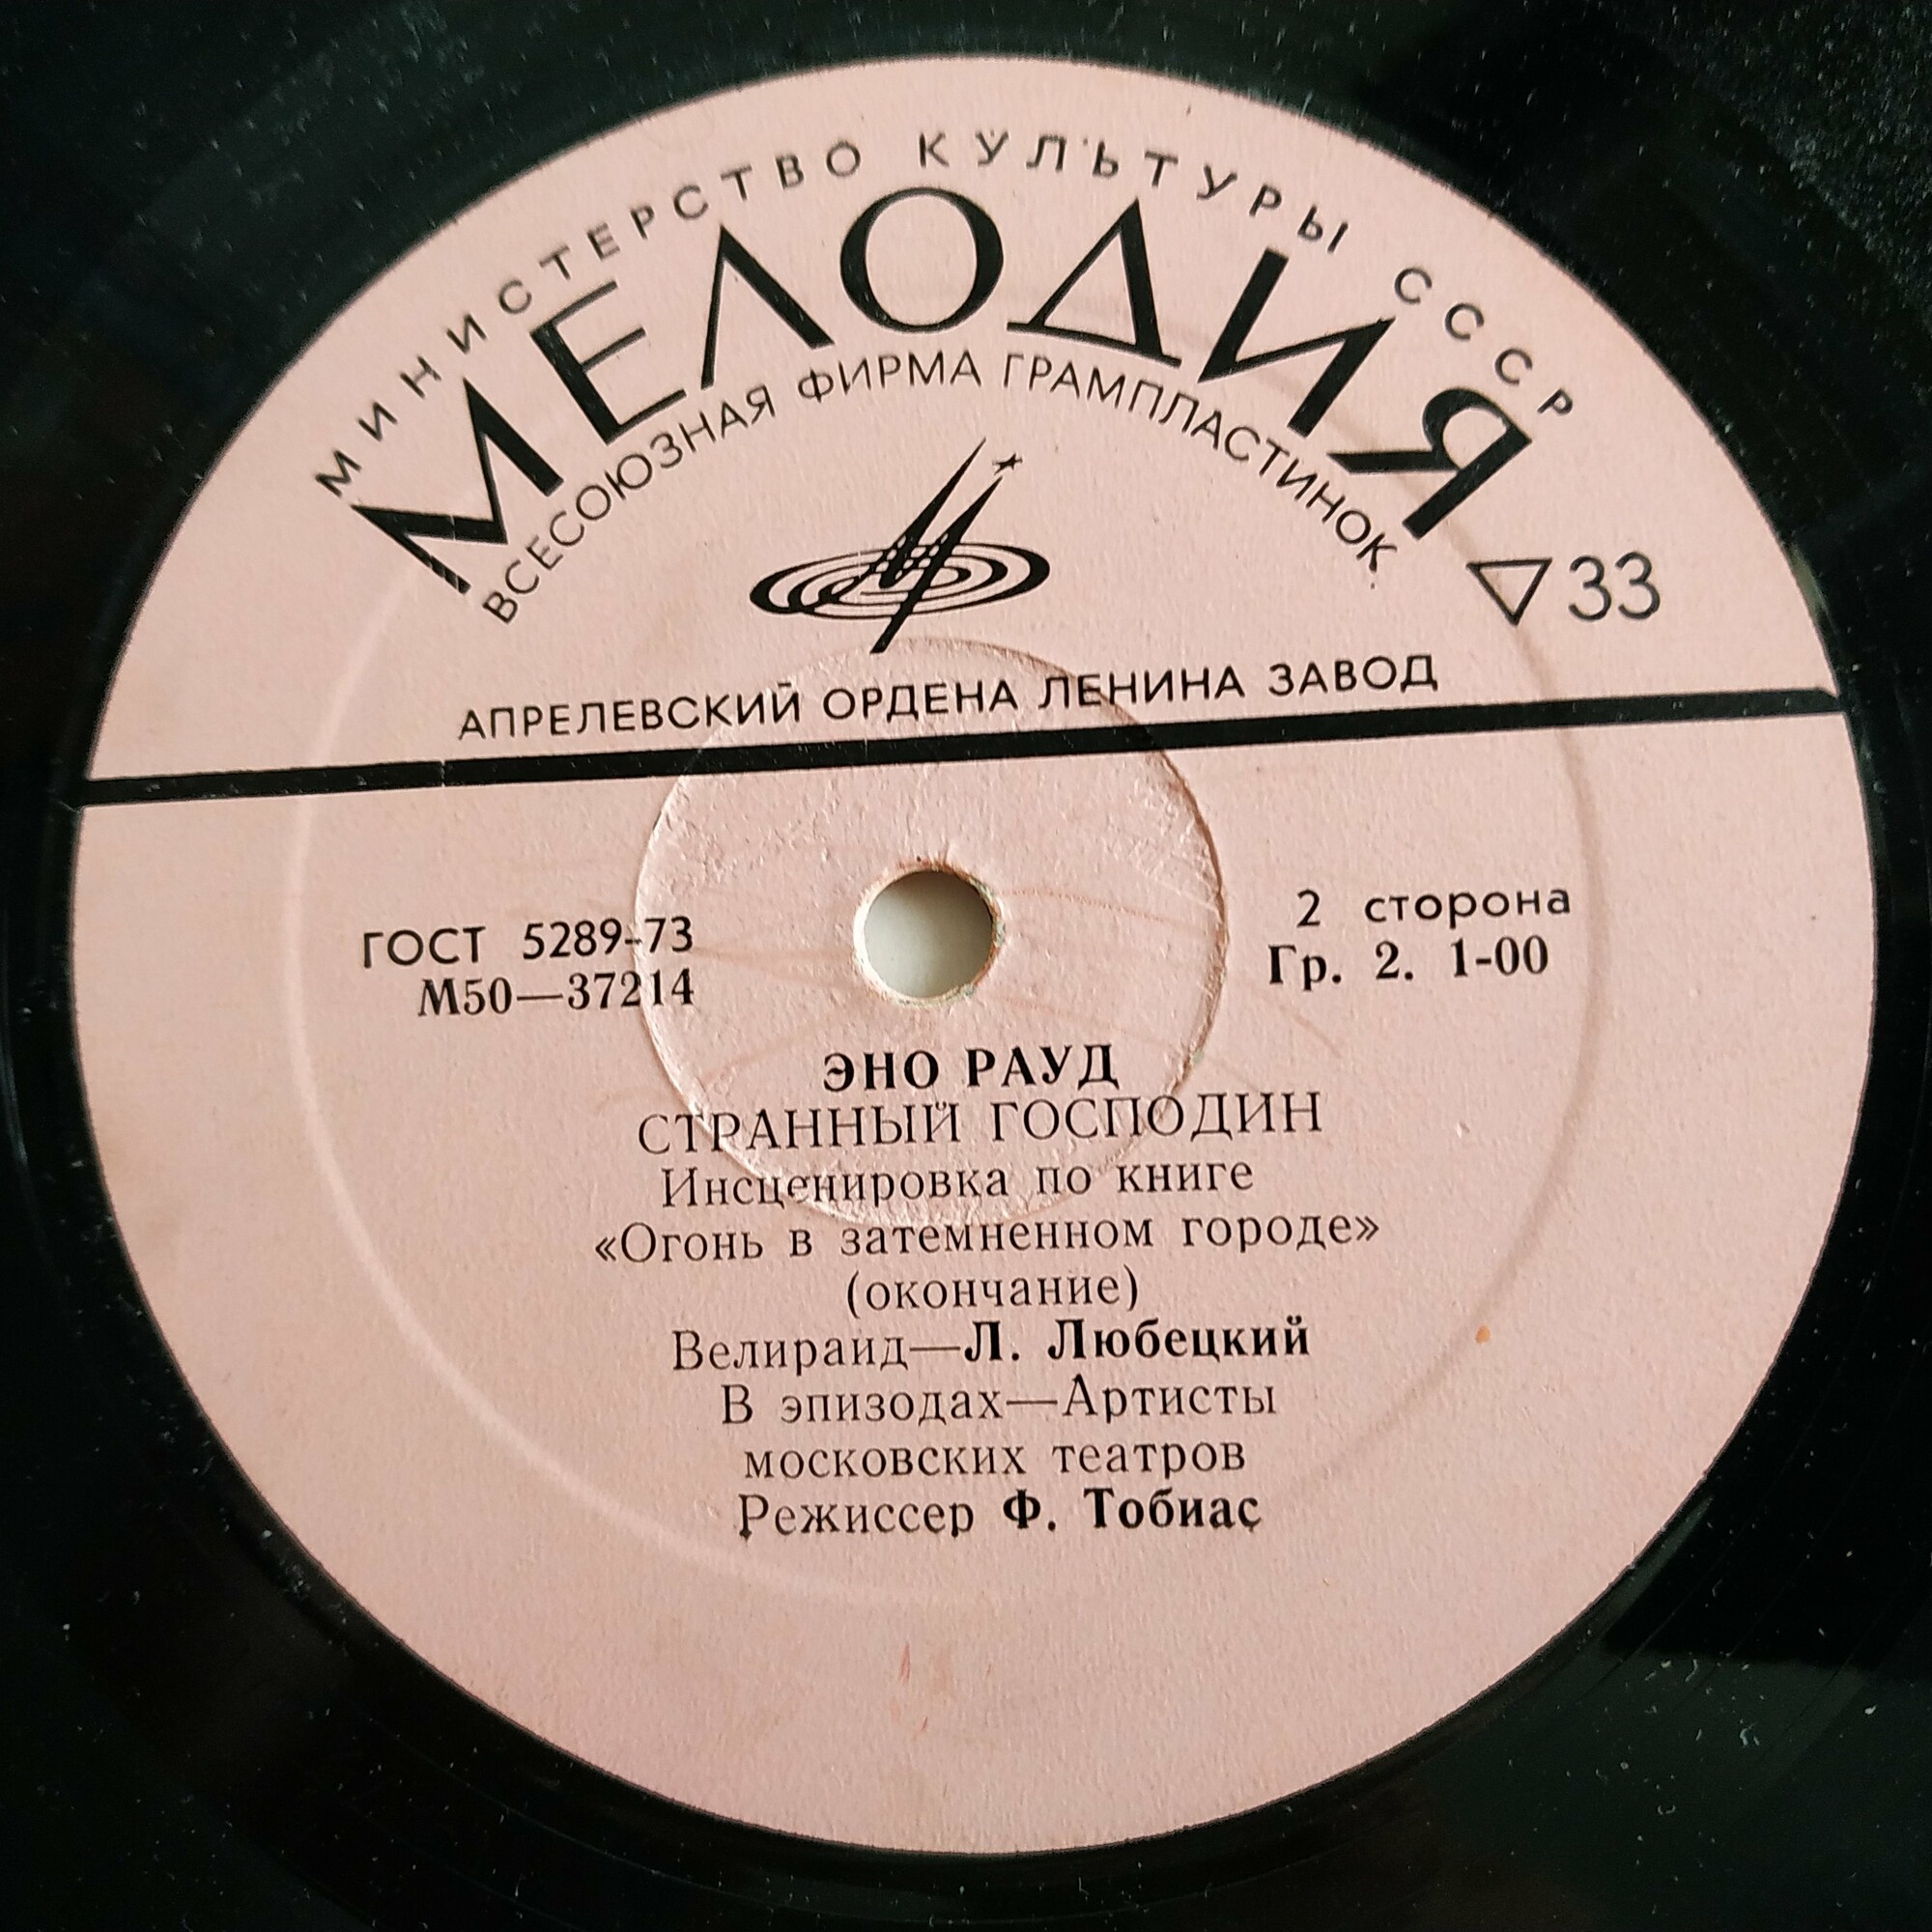 МИНИСТЕРСТВО КУЛЬТУРЫ СССР
МЕЛОДИЯ
ВСЕСОЮЗНАЯ ФИРМА ГРАМПЛАСТИНОК
33
АПРЕЛЕВСКИЙ ОРДЕНА ЛЕНИНА ЗАВОД
ГОСТ 5289-73
М50—37214
2 сторона
Гр. 2. 1-00
ЭНО РАУД
СТРАННЫЙ ГОСПОДИН
Инсценировка по книге
«Огонь в затемненном городе»
(окончание)
Велираид—Л. Любецкий
В эпизодах—Артисты
московских театров
Режиссер Ф. Тобиас